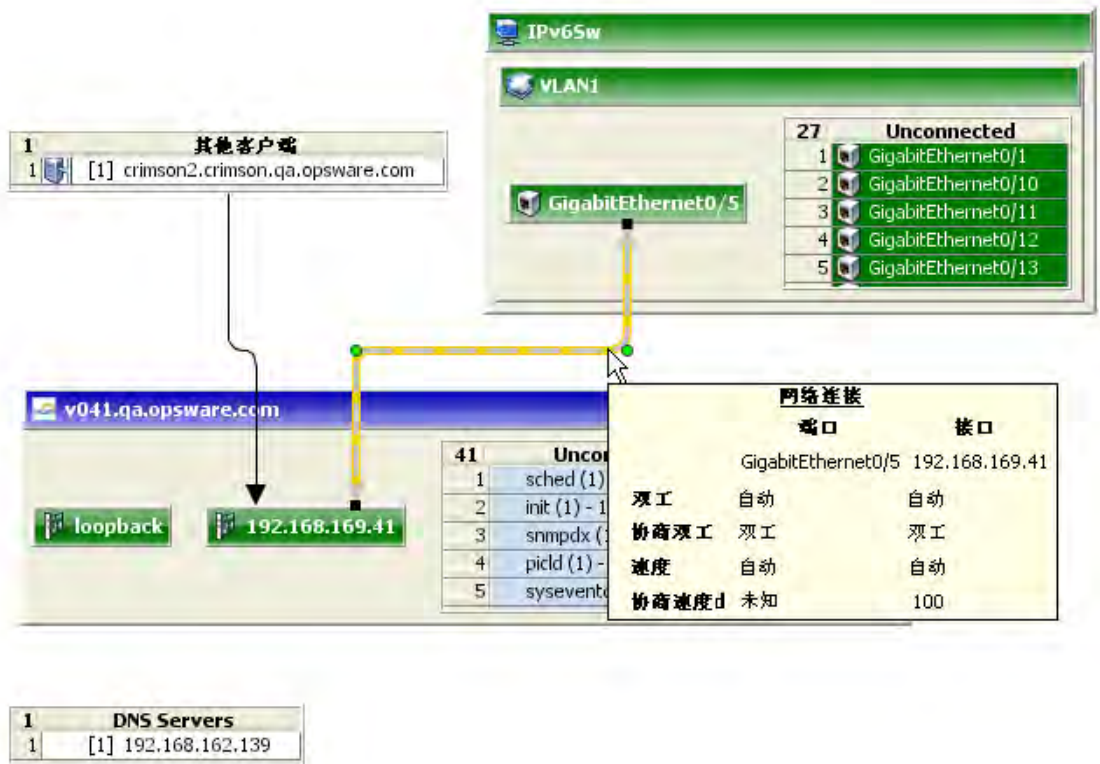 IPv6Sw
VLAN1
27 Unconnected
1 GigabitEthernet0/1
2 GigabitEthernet0/10
3 GigabitEthernet0/11
4 GigabitEthernet0/12
5 GigabitEthernet0/13
GigabitEthernet0/5
1 其他客户端
1 [1] crimson2.crimson.qa.opsware.com
v041.qa.opsware.com
loopback
192.168.169.41
41 Uncon
1 sched (1)
2 init (1) - 1
3 snmpdx (1
4 picld (1) -
5 sysevento
网络连接
端口 接口
GigabitEthernet0/5 192.168.169.41
双工 自动 自动
协商双工 双工 双工
速度 自动 自动
协商速度d 未知 100
1 DNS Servers
1 [1] 192.168.162.139